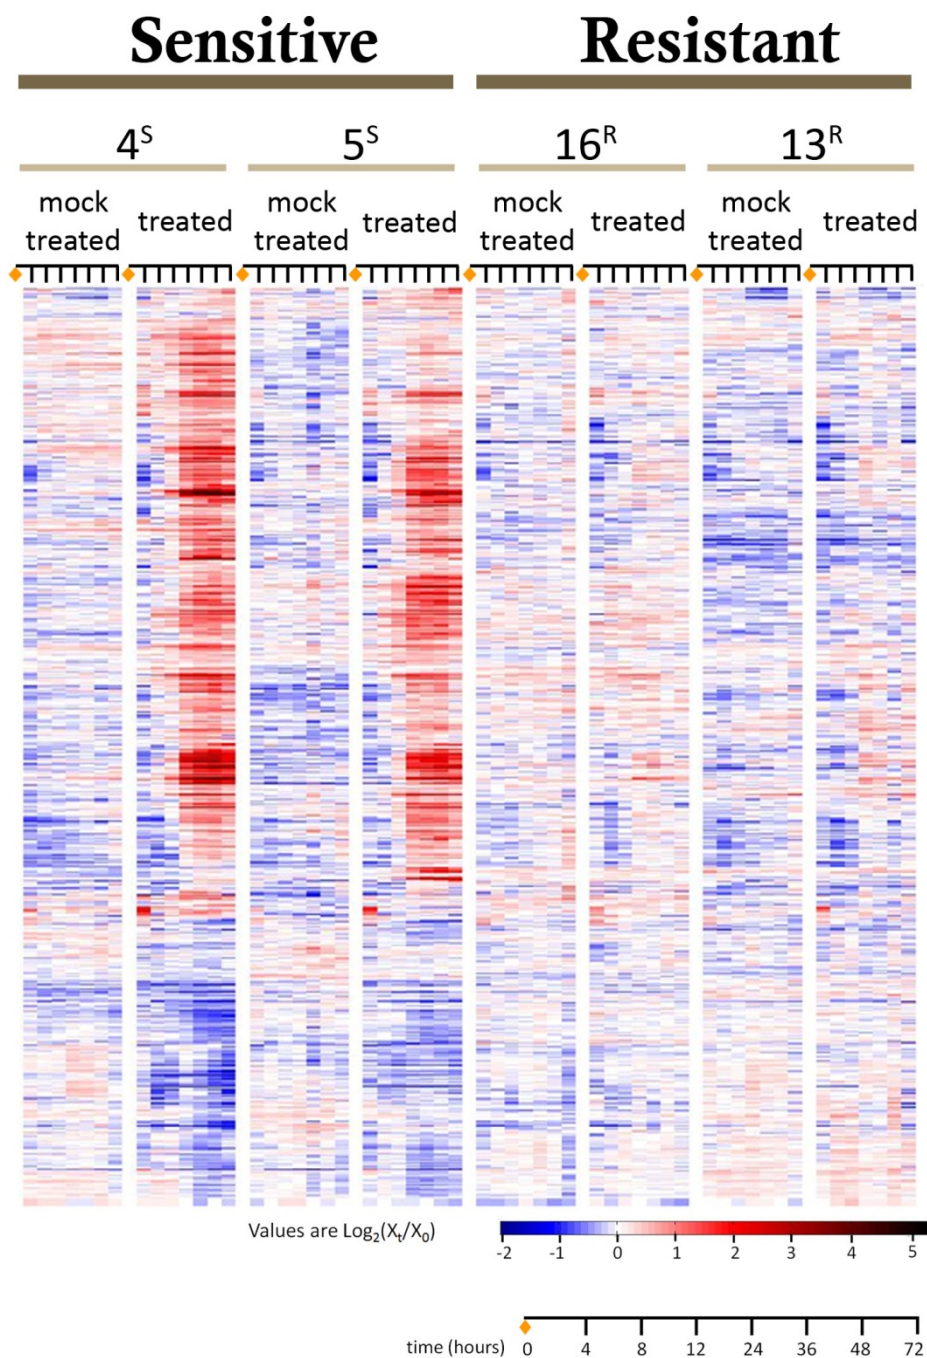 Sensitive Resistant
4ˢ 5ˢ 16ᴿ 13ᴿ
mock treated treated mock treated treated mock treated treated mock treated treated
Values are Log₂(Xₜ/X₀)
-2 -1 0 1 2 3 4 5
time (hours) 0 4 8 12 24 36 48 72